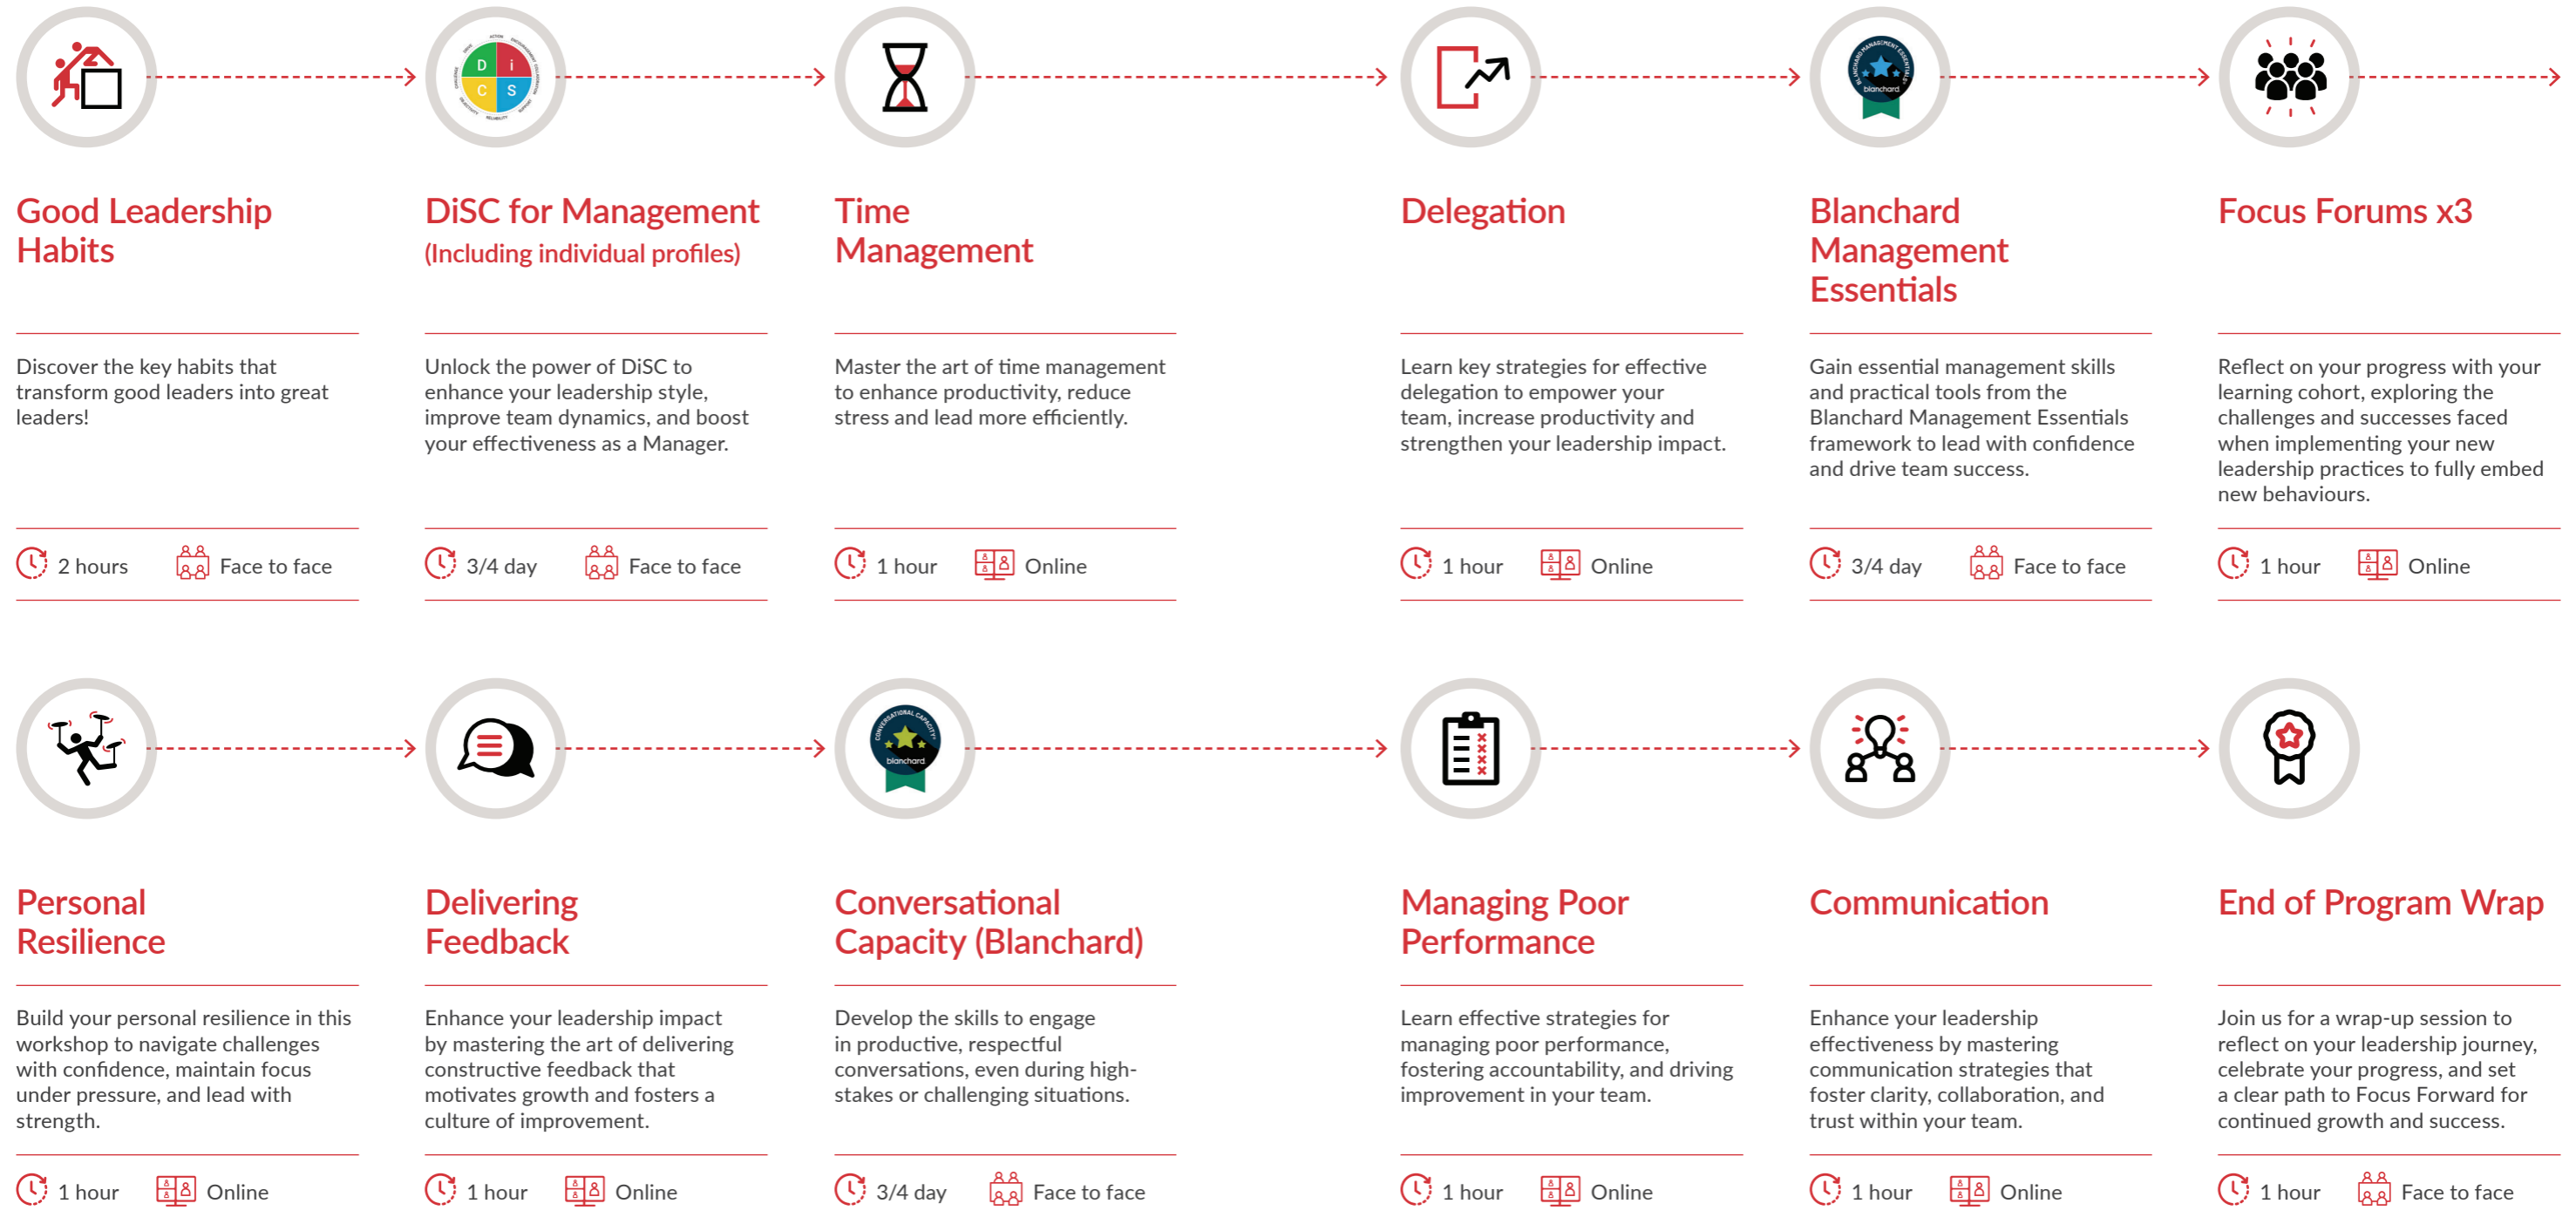 D i
C S
blanchard
Good Leadership
Habits
Discover the key habits that
transform good leaders into great
leaders!
2 hours
Face to face
DiSC for Management
(Including individual profiles)
Unlock the power of DiSC to
enhance your leadership style,
improve team dynamics, and boost
your effectiveness as a Manager.
3/4 day
Face to face
Time
Management
Master the art of time management
to enhance productivity, reduce
stress and lead more efficiently.
1 hour
Online
Delegation
Learn key strategies for effective
delegation to empower your
team, increase productivity and
strengthen your leadership impact.
1 hour
Online
Blanchard
Management
Essentials
Gain essential management skills
and practical tools from the
Blanchard Management Essentials
framework to lead with confidence
and drive team success.
3/4 day
Face to face
Focus Forums x3
Reflect on your progress with your
learning cohort, exploring the
challenges and successes faced
when implementing your new
leadership practices to fully embed
new behaviours.
1 hour
Online
CONVERSATIONAL CAPACITY
blanchard
Personal
Resilience
Build your personal resilience in this
workshop to navigate challenges
with confidence, maintain focus
under pressure, and lead with
strength.
1 hour
Online
Delivering
Feedback
Enhance your leadership impact
by mastering the art of delivering
constructive feedback that
motivates growth and fosters a
culture of improvement.
1 hour
Online
Conversational
Capacity (Blanchard)
Develop the skills to engage
in productive, respectful
conversations, even during high-
stakes or challenging situations.
3/4 day
Face to face
Managing Poor
Performance
Learn effective strategies for
managing poor performance,
fostering accountability, and driving
improvement in your team.
1 hour
Online
Communication
Enhance your leadership
effectiveness by mastering
communication strategies that
foster clarity, collaboration, and
trust within your team.
1 hour
Online
End of Program Wrap
Join us for a wrap-up session to
reflect on your leadership journey,
celebrate your progress, and set
a clear path to Focus Forward for
continued growth and success.
1 hour
Face to face